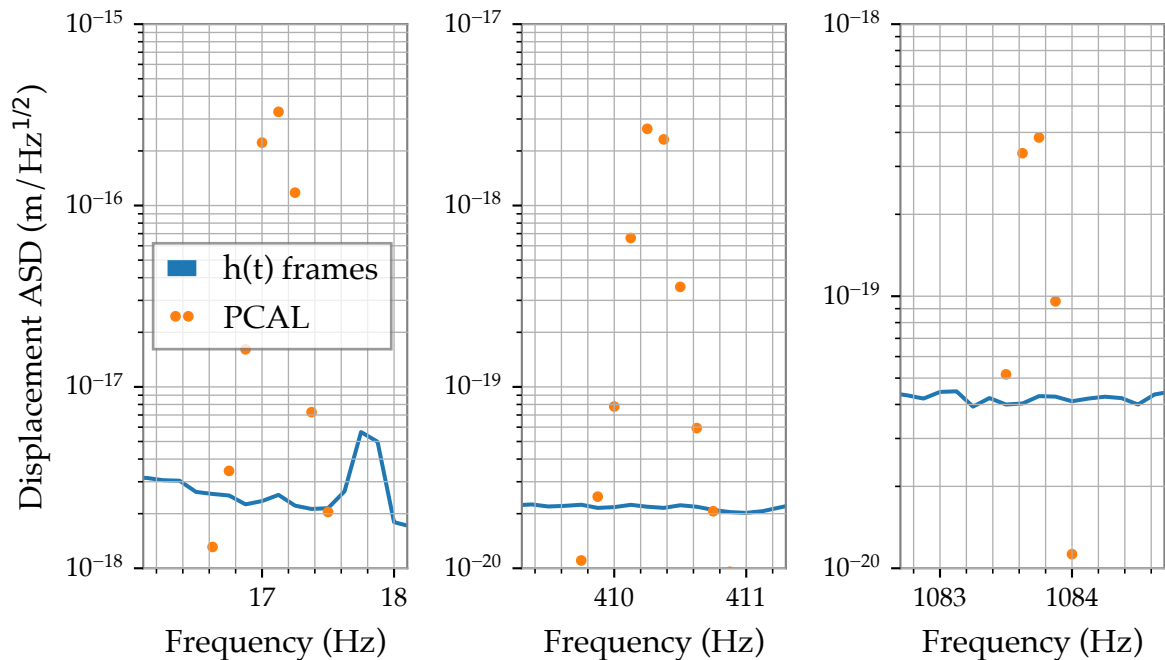 Displacement ASD (m / Hz^{1/2})
10^{−15}
10^{−16}
10^{−17}
10^{−18}
h(t) frames
PCAL
17 18
Frequency (Hz)
10^{−17}
10^{−18}
10^{−19}
10^{−20}
410 411
Frequency (Hz)
10^{−18}
10^{−19}
10^{−20}
1083 1084
Frequency (Hz)